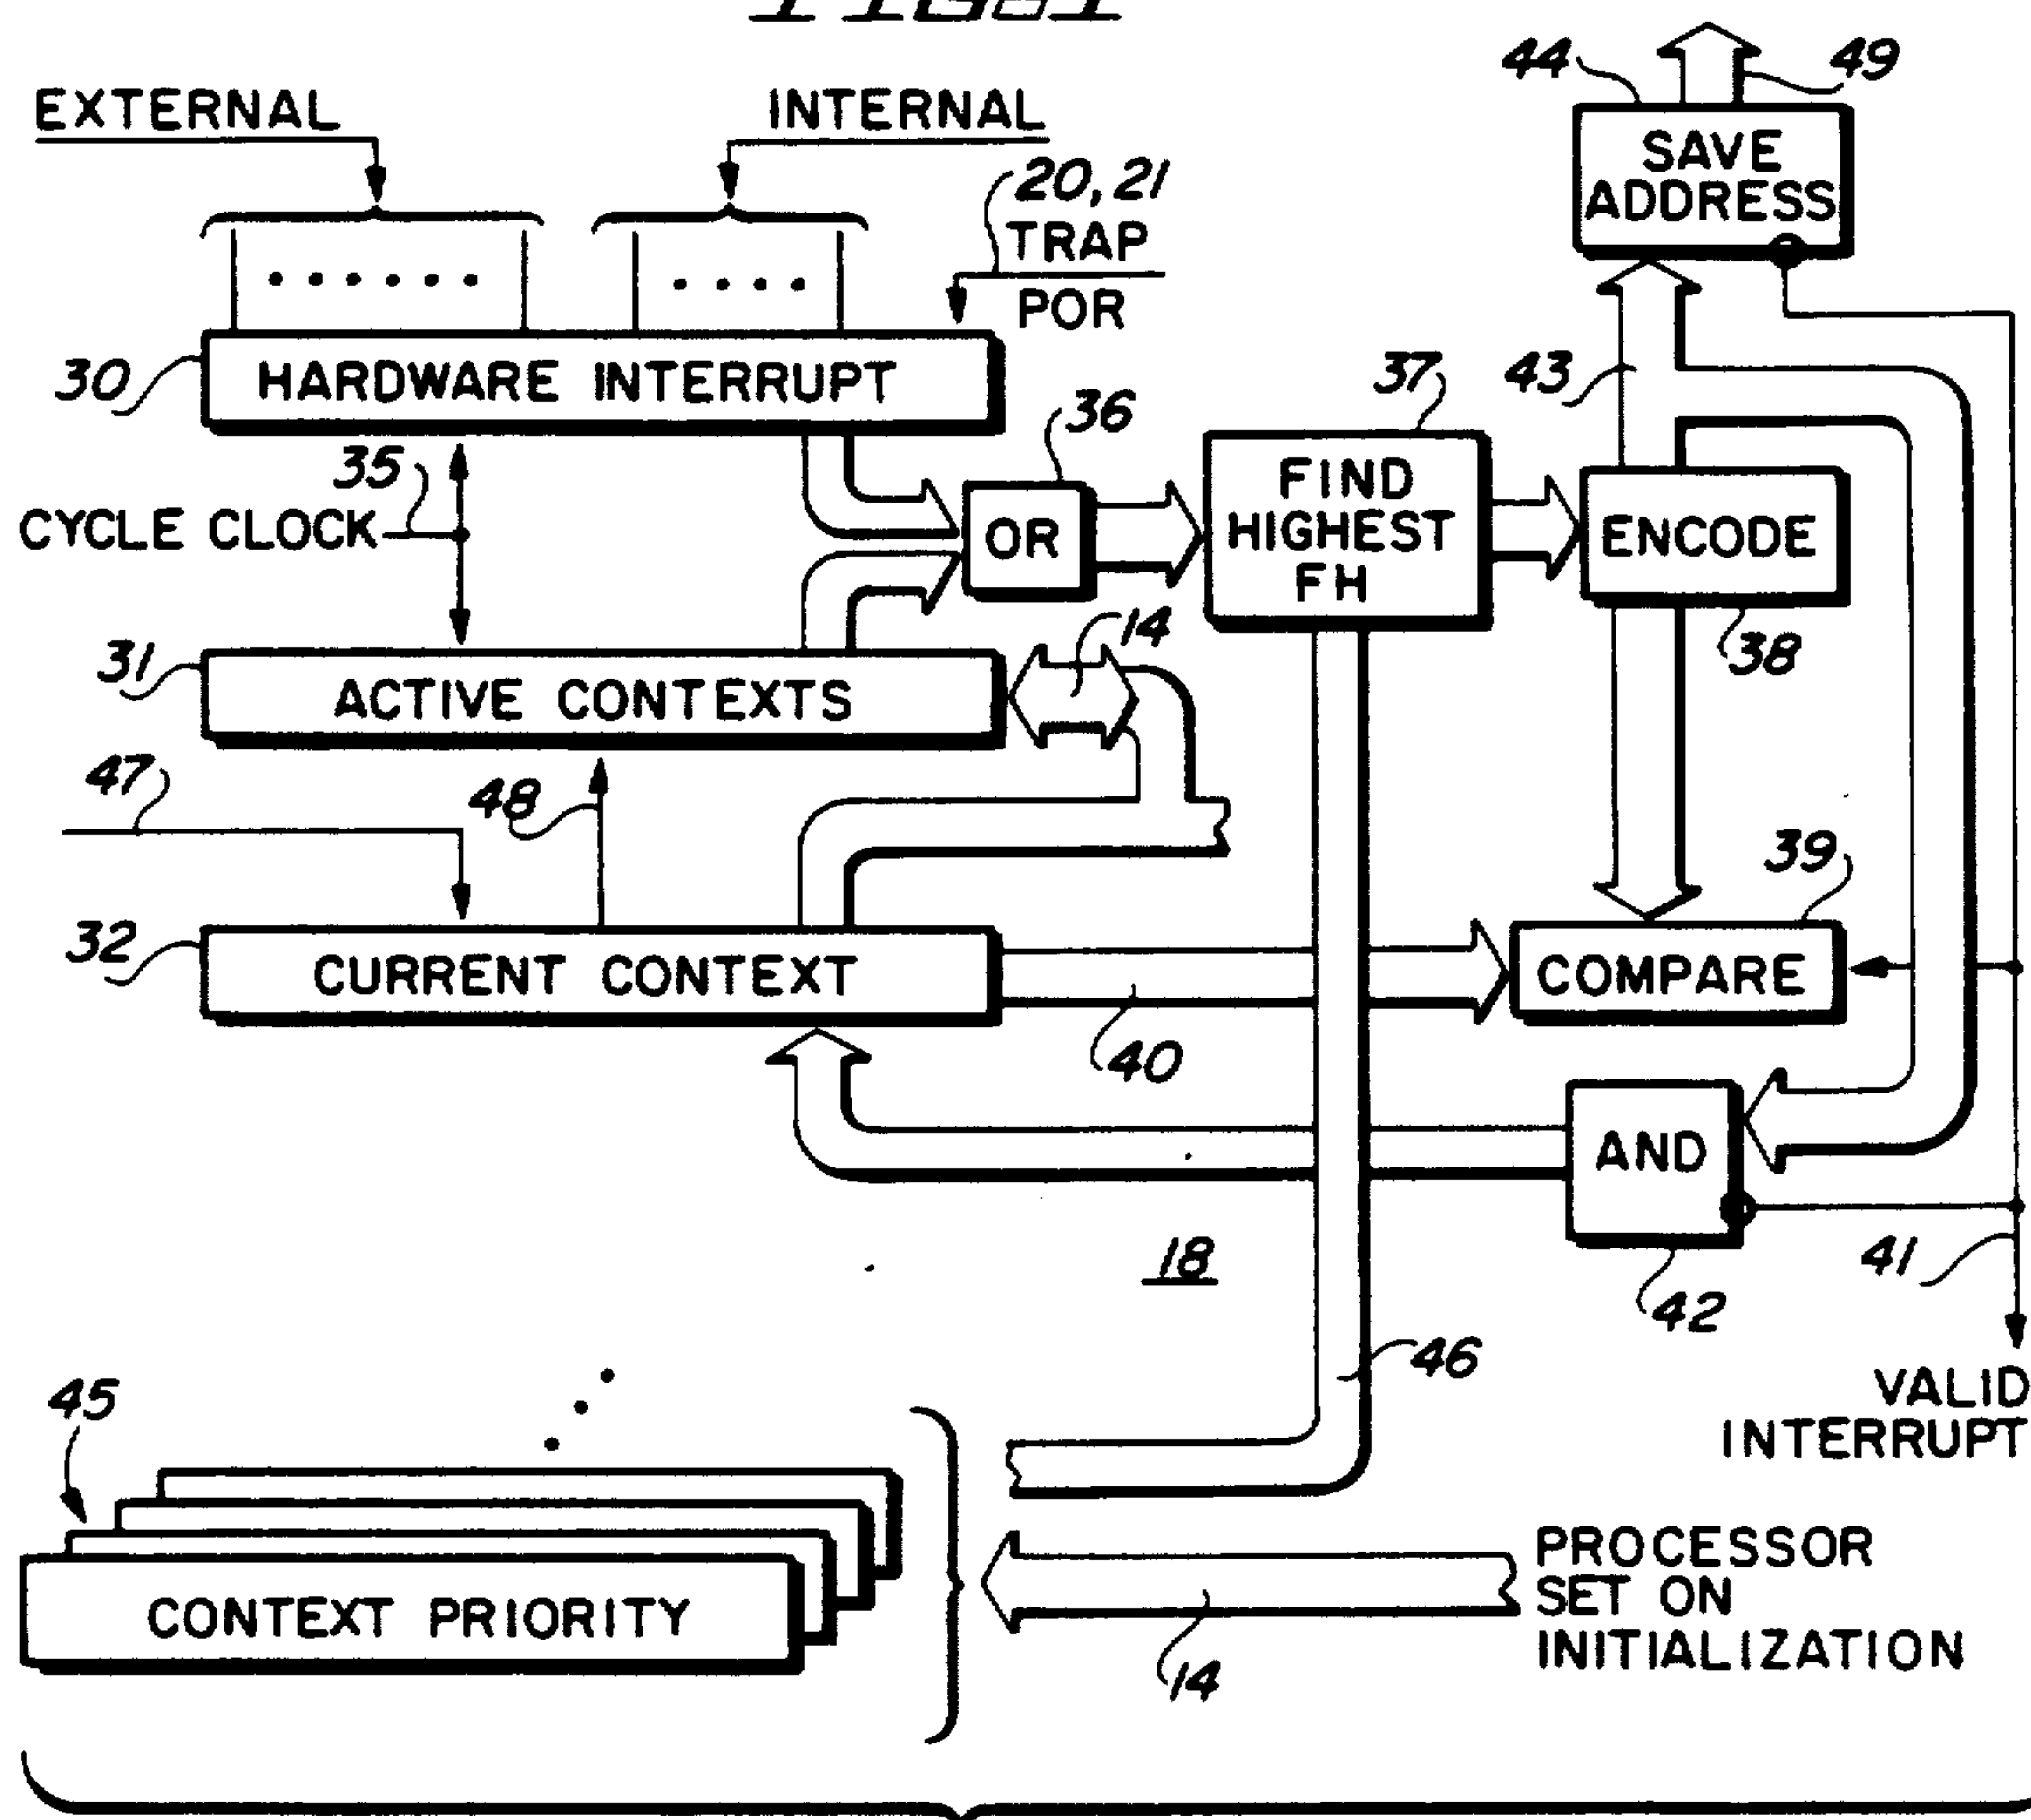 FIG. 1
44
49
EXTERNAL
INTERNAL
SAVE
ADDRESS
20, 21
TRAP
POR
30
HARDWARE INTERRUPT
37
43
36
35
CYCLE CLOCK
OR
FIND
HIGHEST
FH
ENCODE
14
38
31
ACTIVE CONTEXTS
47
48
39
32
CURRENT CONTEXT
COMPARE
40
AND
18
41
42
46
45
VALID
INTERRUPT
CONTEXT PRIORITY
PROCESSOR
SET ON
INITIALIZATION
14